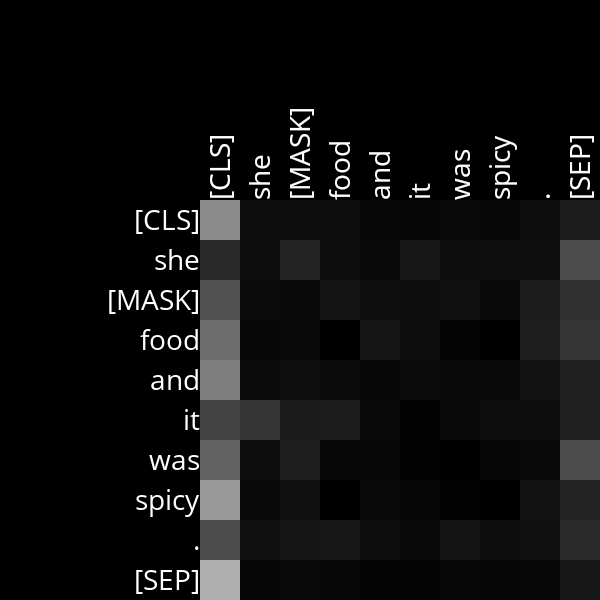 [CLS] she [MASK] food and it was spicy . [SEP]
[CLS]
she
[MASK]
food
and
it
was
spicy
.
[SEP]